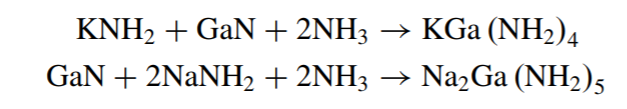 KNH₂ + GaN + 2NH₃ → KGa (NH₂)₄
GaN + 2NaNH₂ + 2NH₃ → Na₂Ga (NH₂)₅